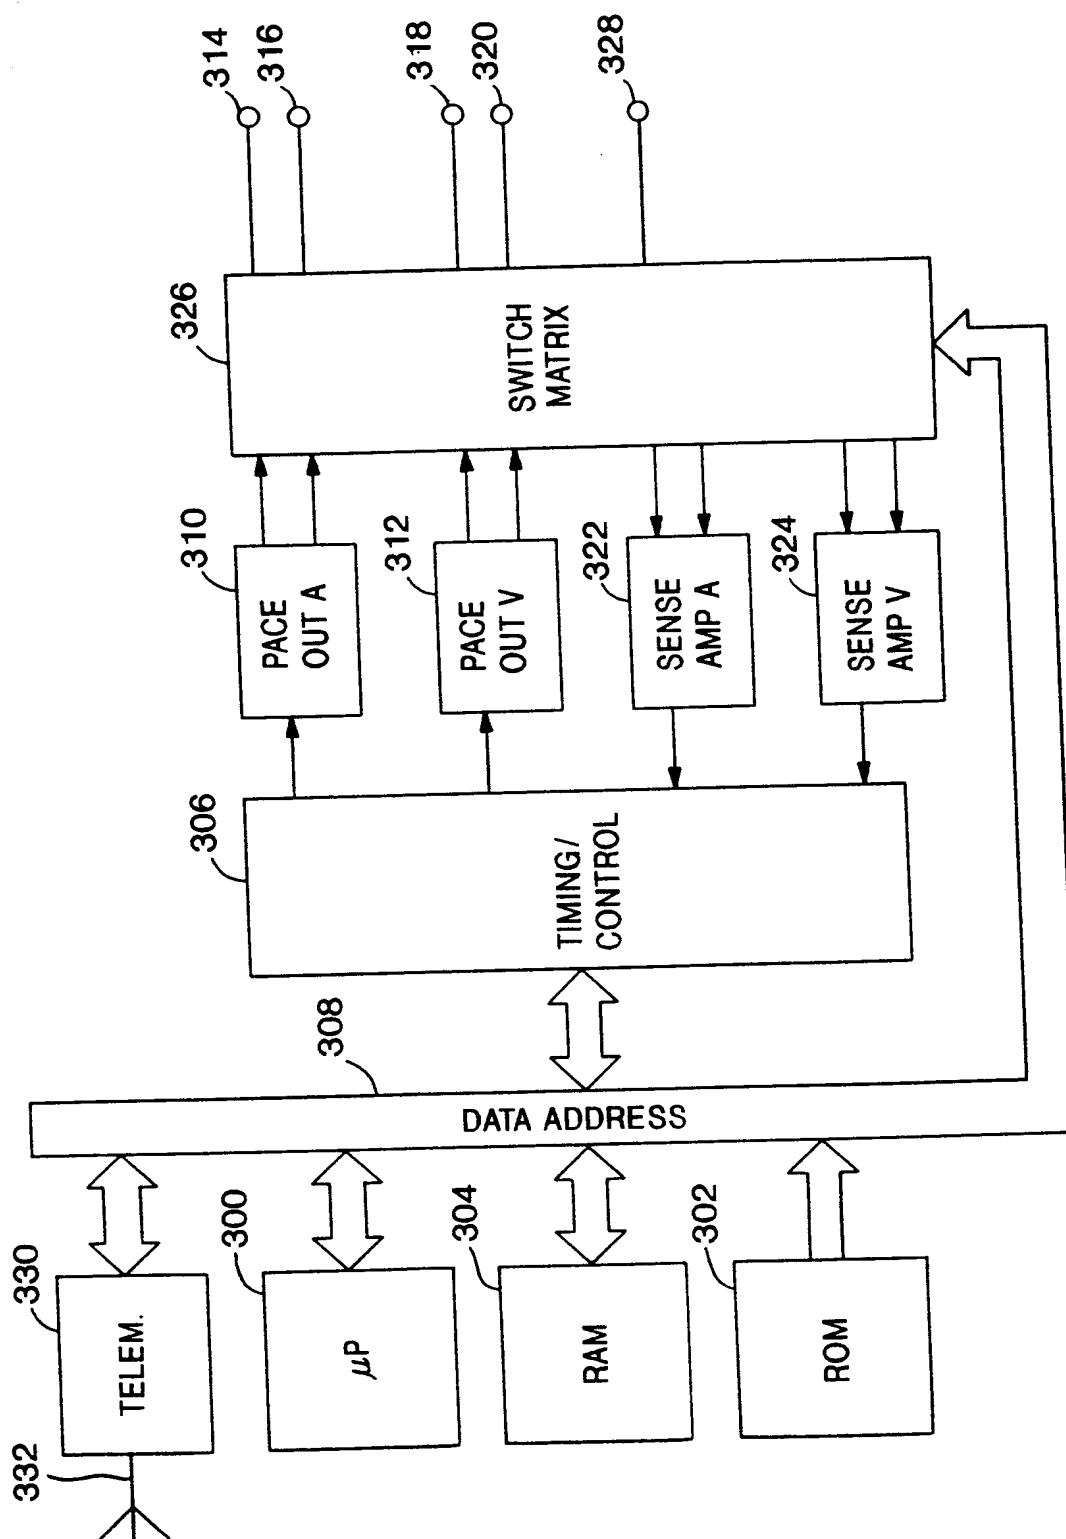 332
330
TELEM.
300
μP
304
RAM
302
ROM
308
DATA ADDRESS
306
TIMING/
CONTROL
310
PACE
OUT A
312
PACE
OUT V
322
SENSE
AMP A
324
SENSE
AMP V
326
SWITCH
MATRIX
314
316
318
320
328